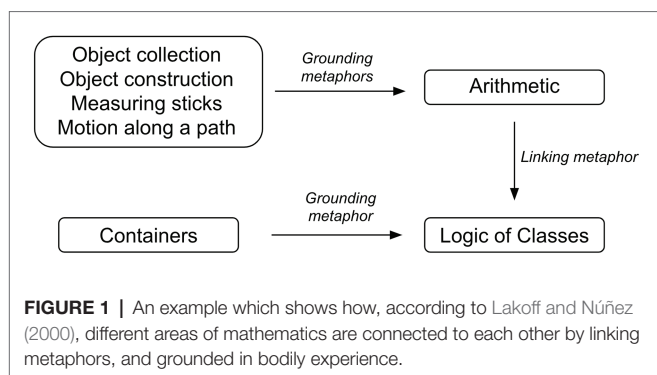 Object collection
Object construction
Measuring sticks
Motion along a path
Grounding
metaphors
Arithmetic
Linking metaphor
Containers
Grounding
metaphor
Logic of Classes
FIGURE 1 | An example which shows how, according to Lakoff and Núñez
(2000), different areas of mathematics are connected to each other by linking
metaphors, and grounded in bodily experience.